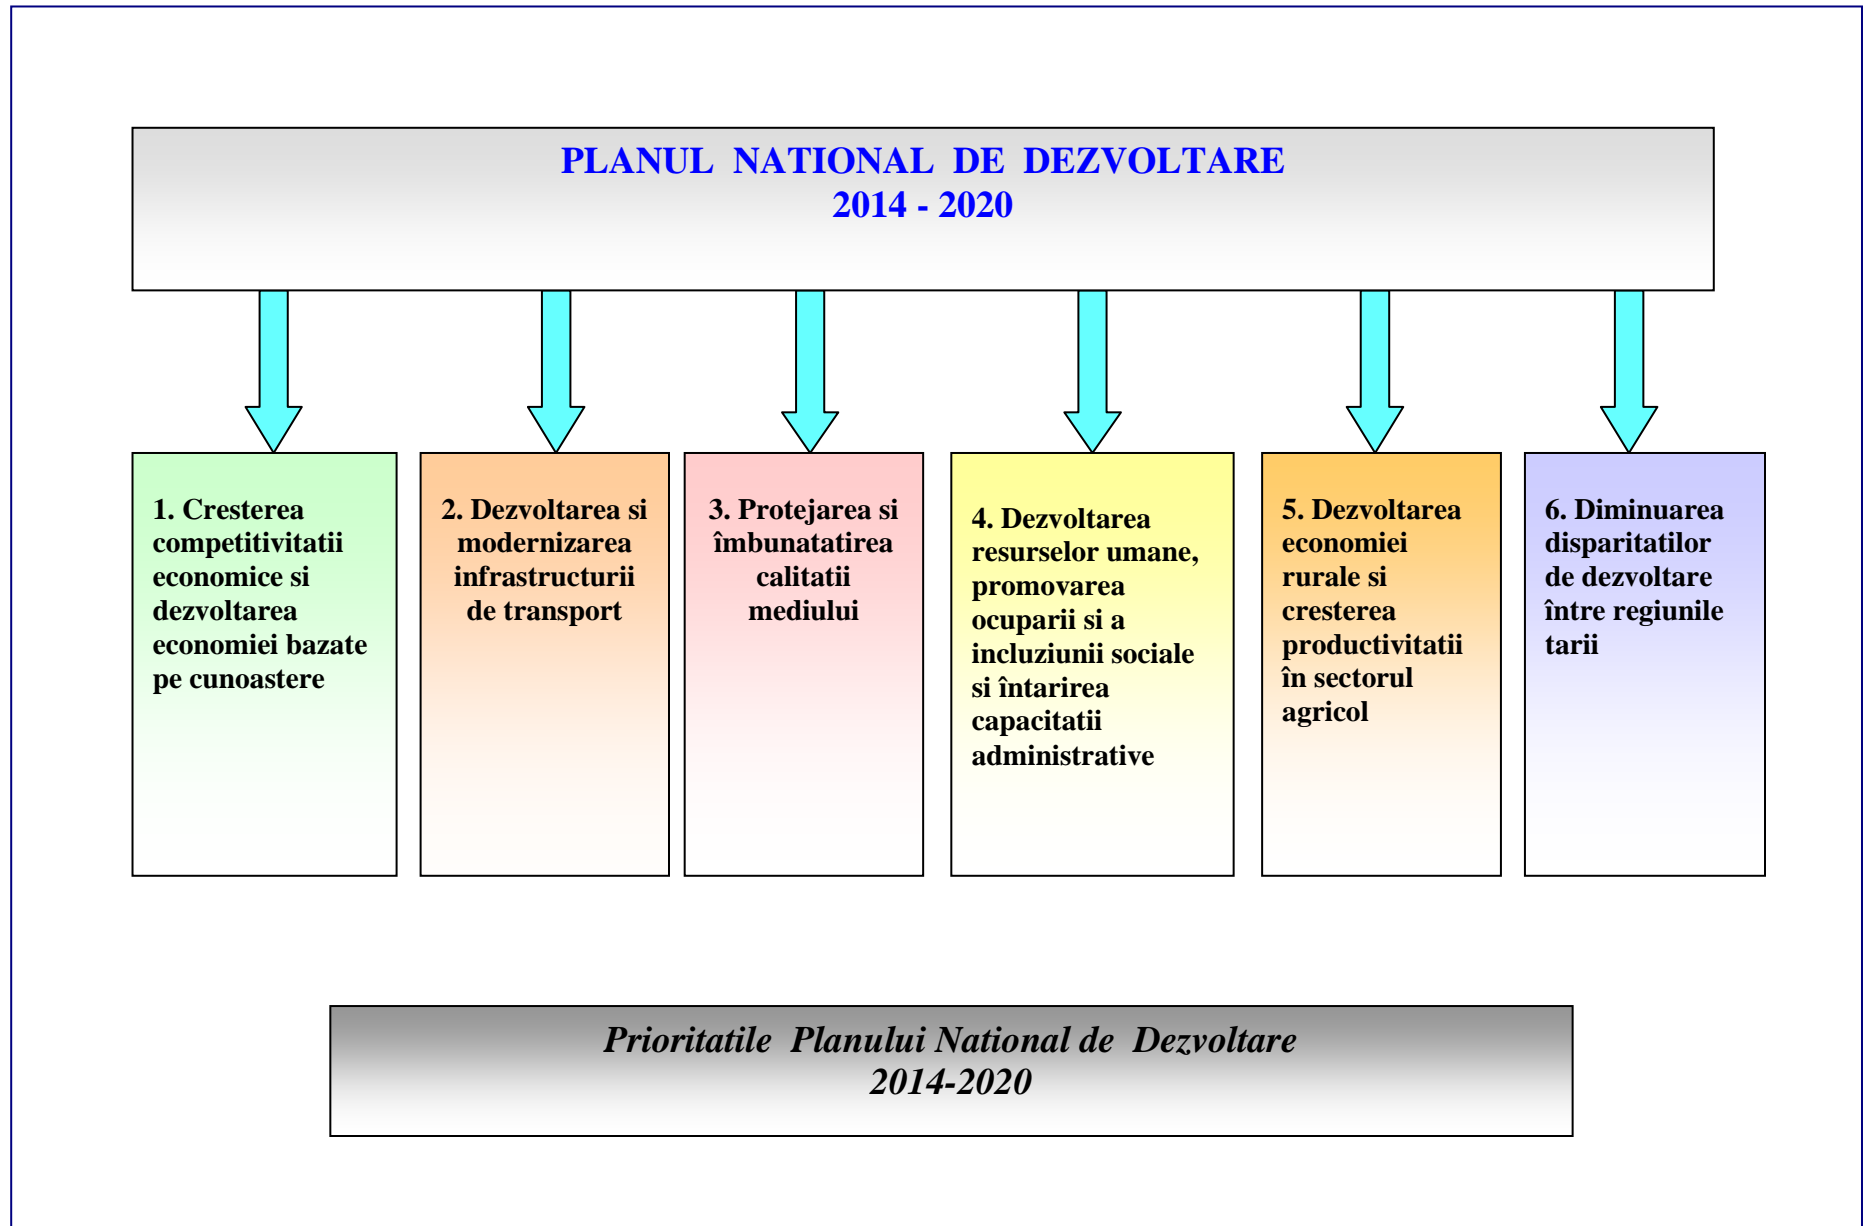 PLANUL NATIONAL DE DEZVOLTARE
2014 - 2020
1. Cresterea
competitivitatii
economice si
dezvoltarea
economiei bazate
pe cunoastere
2. Dezvoltarea si
modernizarea
infrastructurii
de transport
3. Protejarea si
îmbunatatirea
calitatii
mediului
4. Dezvoltarea
resurselor umane,
promovarea
ocuparii si a
incluziunii sociale
si întarirea
capacitatii
administrative
5. Dezvoltarea
economiei
rurale si
cresterea
productivitatii
în sectorul
agricol
6. Diminuarea
disparitatilor
de dezvoltare
între regiunile
tarii
Prioritatile Planului National de Dezvoltare
2014-2020